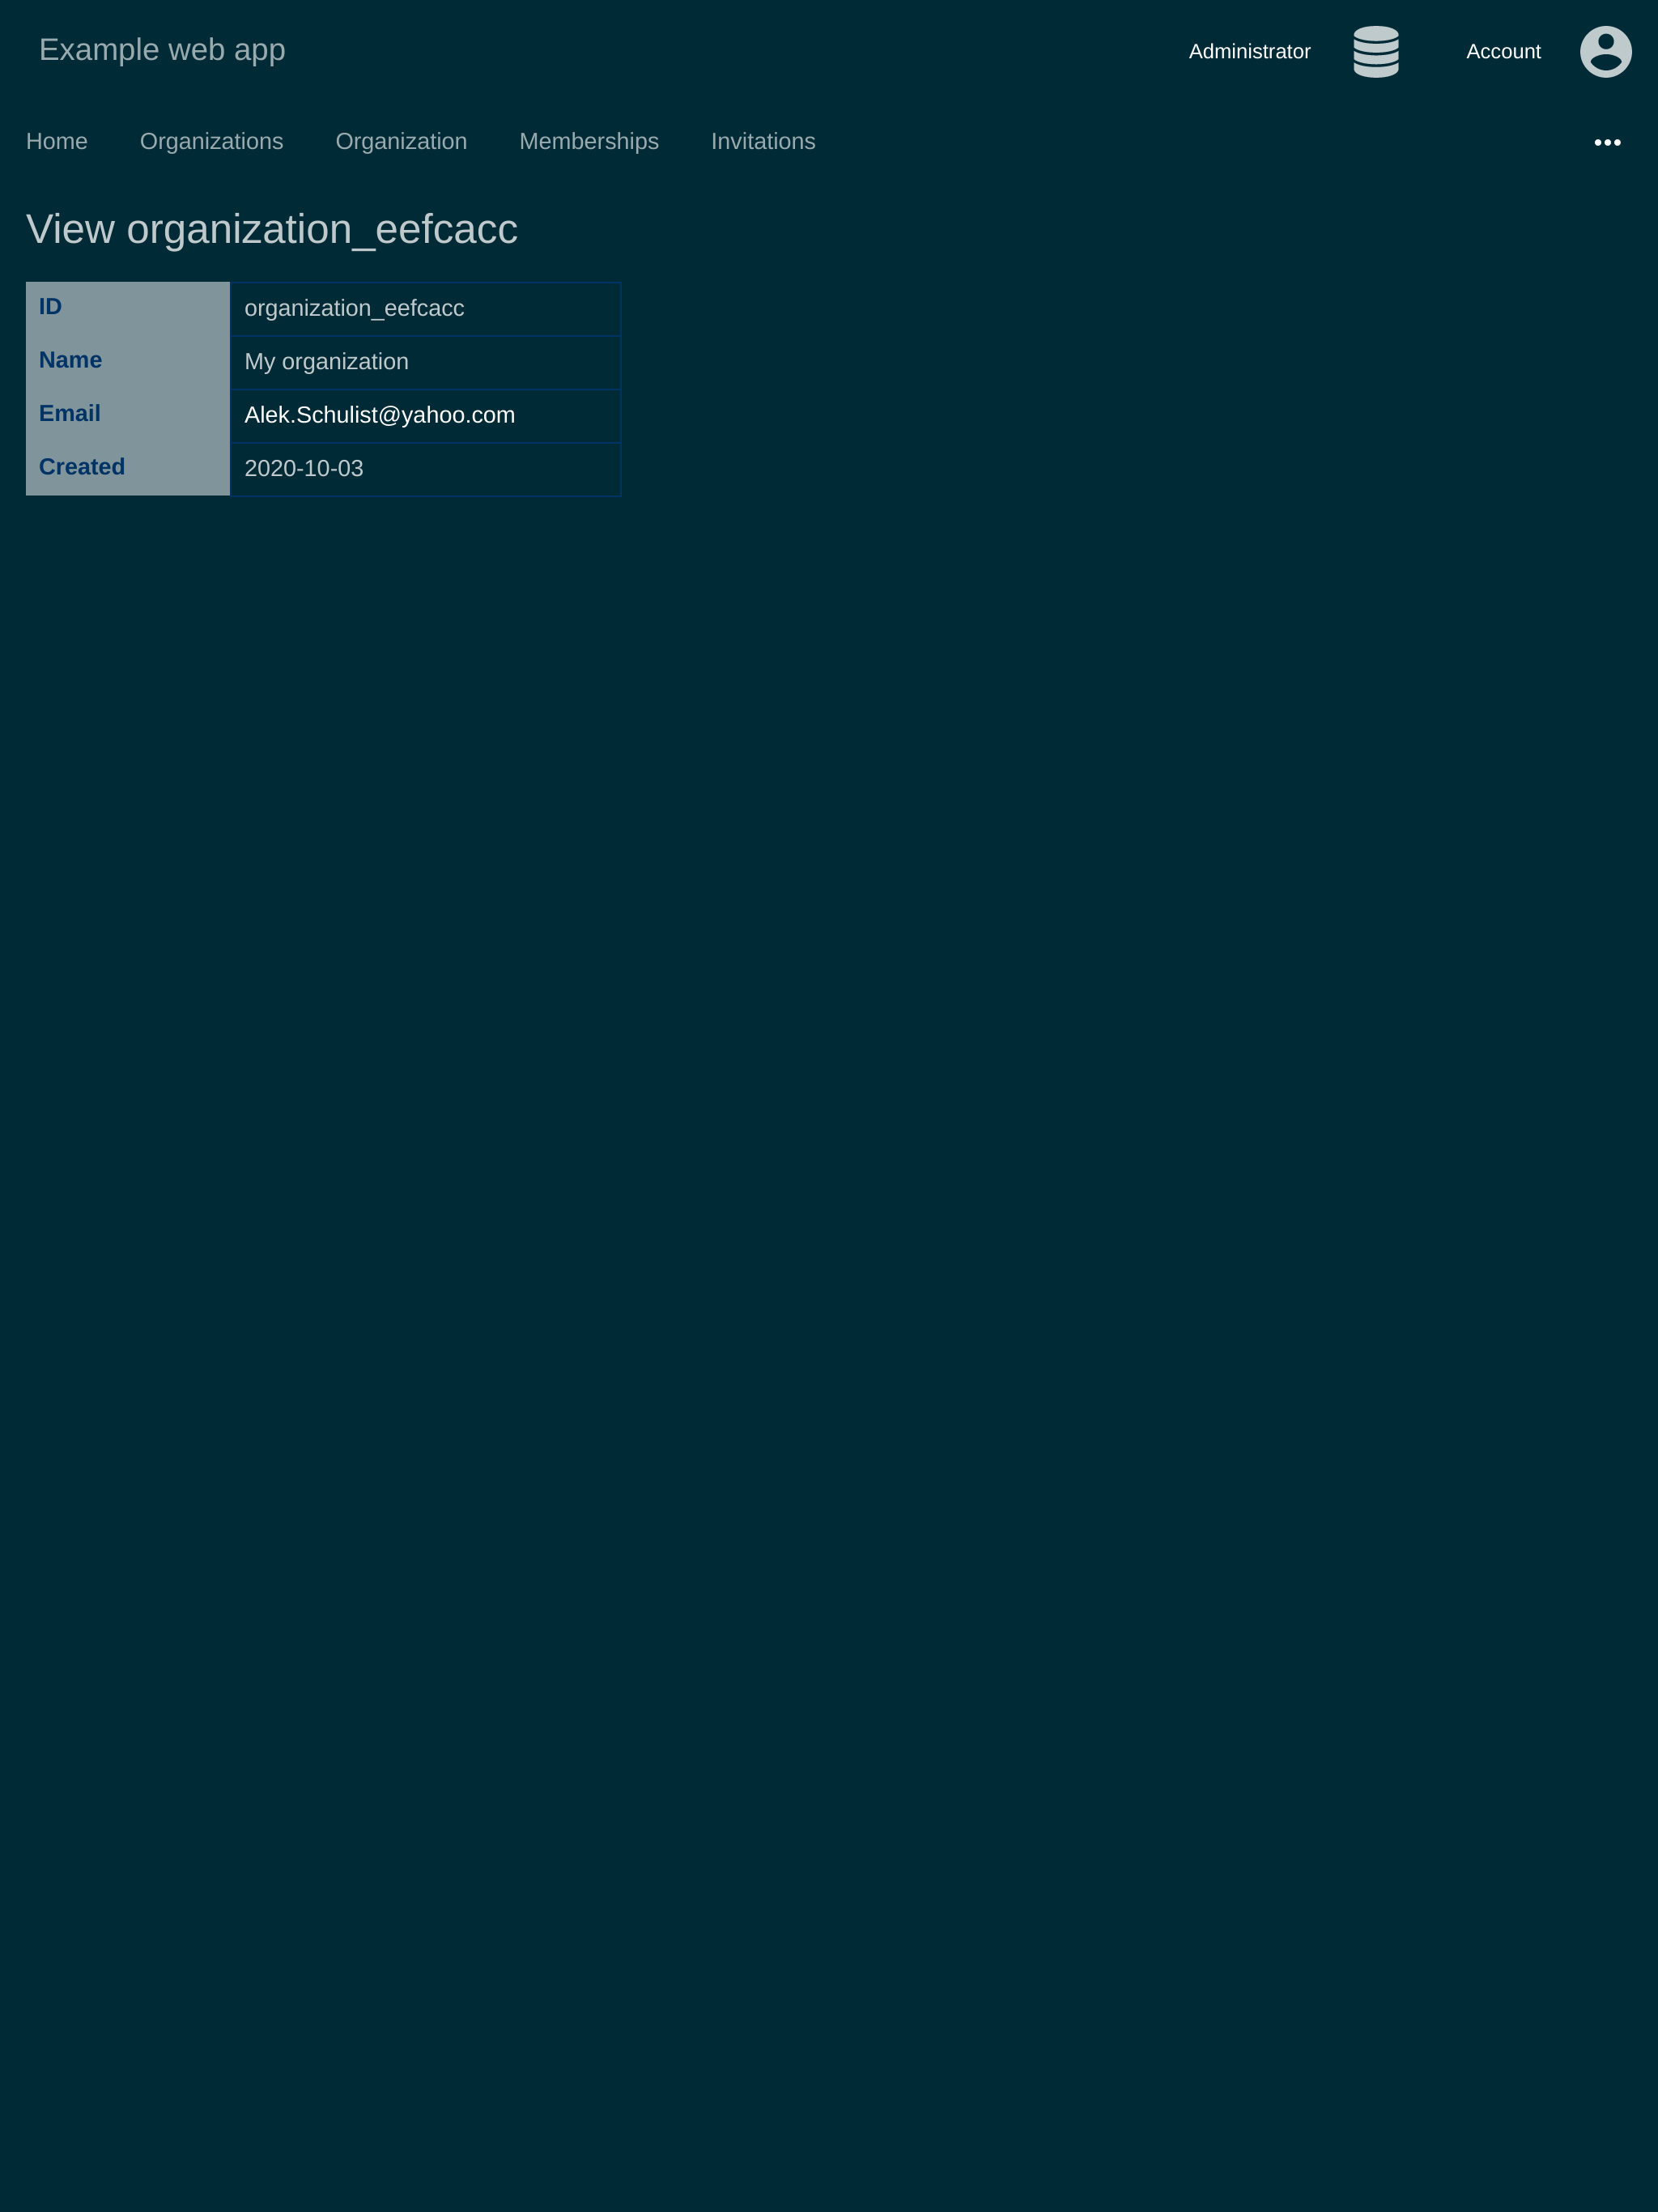 Example web app
Administrator
Account
Home Organizations Organization Memberships Invitations •••
View organization_eefcacc
ID organization_eefcacc
Name My organization
Email Alek.Schulist@yahoo.com
Created 2020-10-03